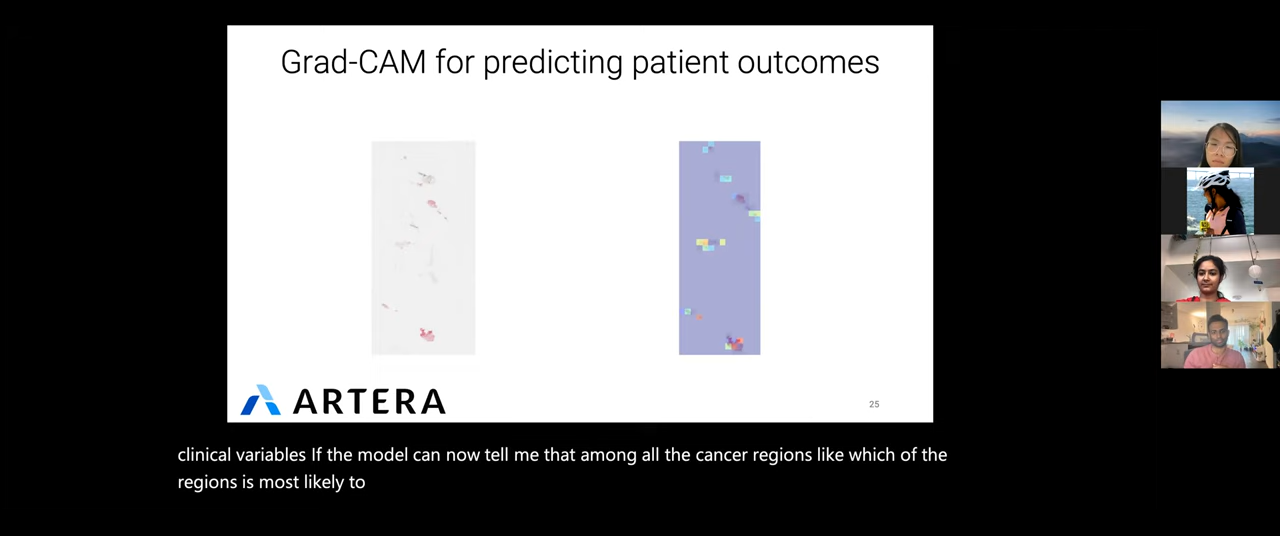 Grad-CAM for predicting patient outcomes
ARTERA
25
clinical variables If the model can now tell me that among all the cancer regions like which of the
regions is most likely to